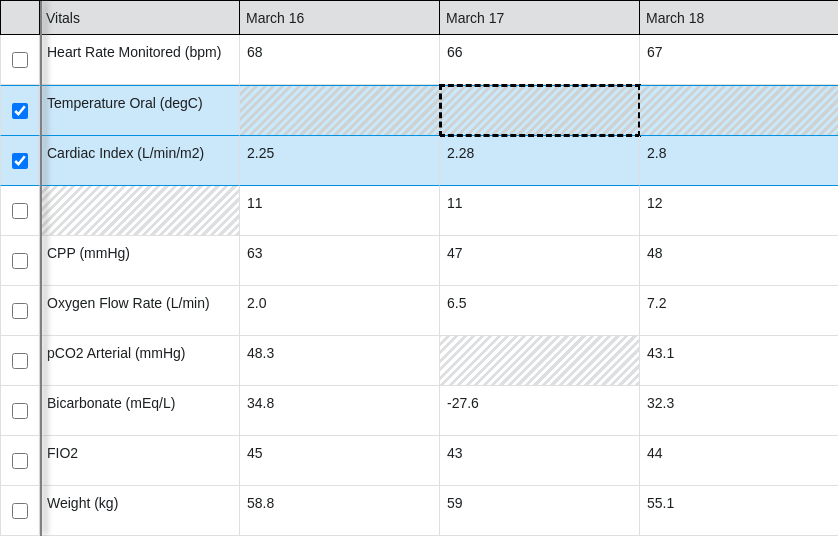 Vitals March 16 March 17 March 18
Heart Rate Monitored (bpm) 68 66 67
Temperature Oral (degC)
Cardiac Index (L/min/m2) 2.25 2.28 2.8
11 11 12
CPP (mmHg) 63 47 48
Oxygen Flow Rate (L/min) 2.0 6.5 7.2
pCO2 Arterial (mmHg) 48.3 43.1
Bicarbonate (mEq/L) 34.8 -27.6 32.3
FIO2 45 43 44
Weight (kg) 58.8 59 55.1